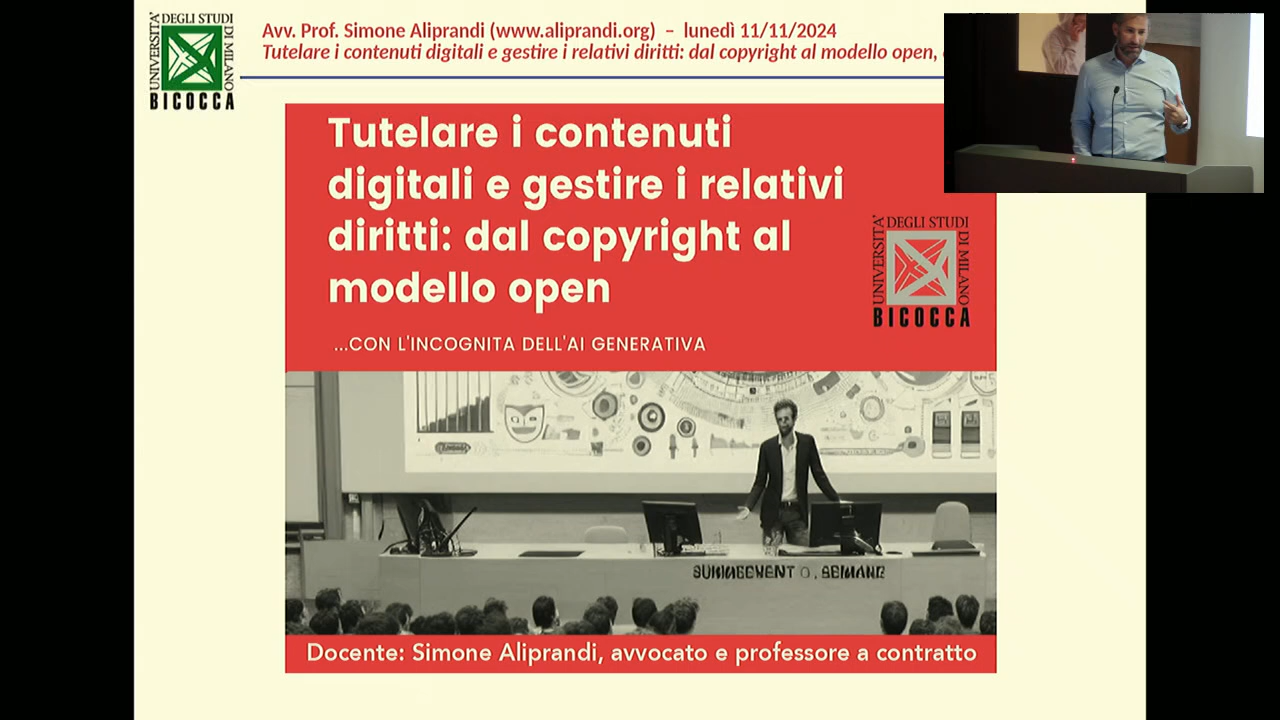 UNIVERSITA'
DEGLI STUDI
DI MILANO
BICOCCA
Avv. Prof. Simone Aliprandi (www.aliprandi.org) – lunedì 11/11/2024
Tutelare i contenuti digitali e gestire i relativi diritti: dal copyright al modello open,
Tutelare i contenuti
digitali e gestire i relativi
diritti: dal copyright al
modello open
...CON L'INCOGNITA DELL'AI GENERATIVA
UNIVERSITA'
DEGLI STUDI
DI MILANO
BICOCCA
Docente: Simone Aliprandi, avvocato e professore a contratto